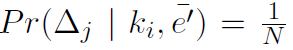 Pr(Δ_j | k_i, \bar{e'}) = \frac{1}{N}